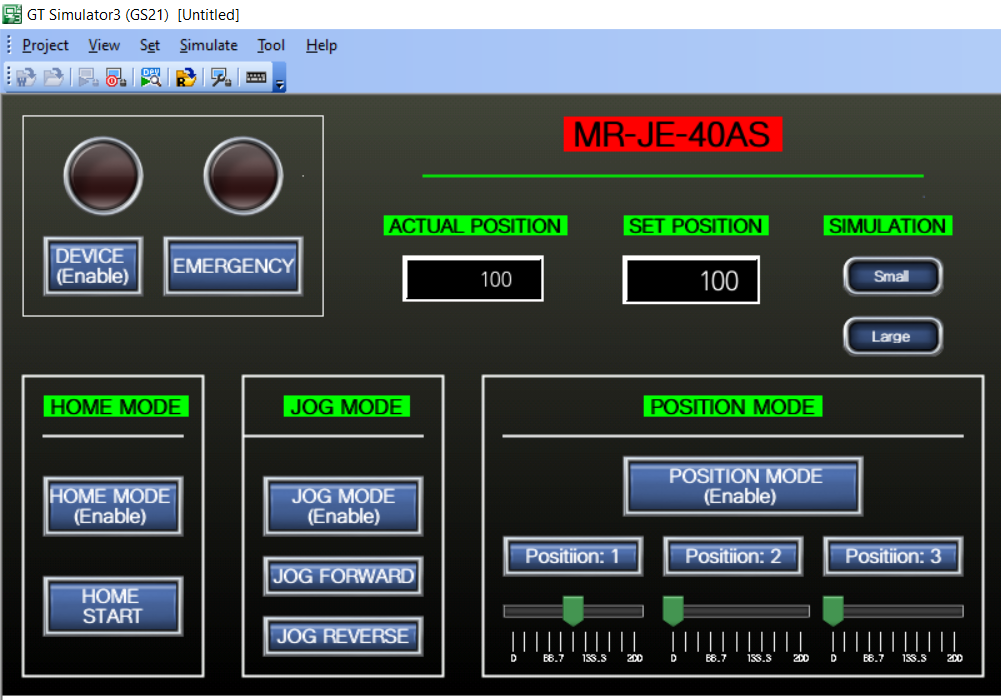 GT Simulator3 (GS21) [Untitled]
Project View Set Simulate Tool Help
MR-JE-40AS
DEVICE
(Enable)
EMERGENCY
ACTUAL POSITION
SET POSITION
SIMULATION
100
100
Small
Large
HOME MODE
HOME MODE
(Enable)
HOME
START
JOG MODE
JOG MODE
(Enable)
JOG FORWARD
JOG REVERSE
POSITION MODE
POSITION MODE
(Enable)
Positiion: 1
Positiion: 2
Positiion: 3
0 66.7 133.3 200
0 66.7 133.3 200
0 66.7 133.3 200